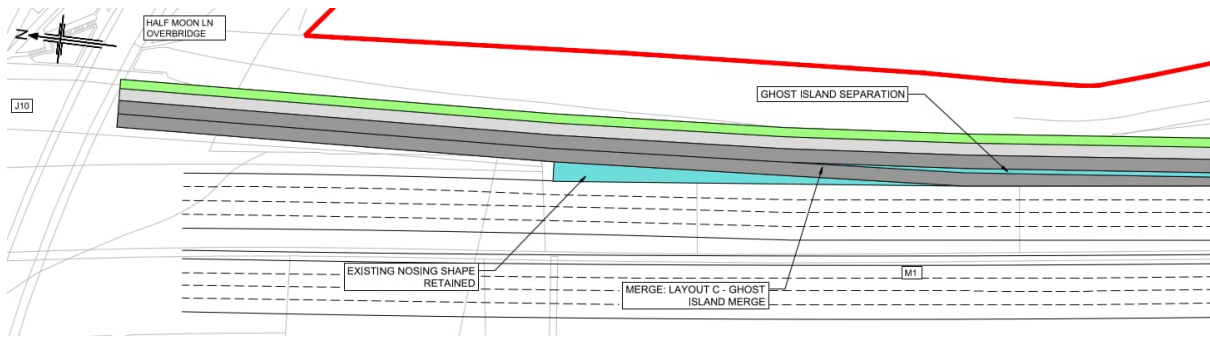 HALF MOON LN
OVERBRIDGE
N
J10
GHOST ISLAND SEPARATION
EXISTING NOSING SHAPE
RETAINED
MERGE: LAYOUT C - GHOST
ISLAND MERGE
M1